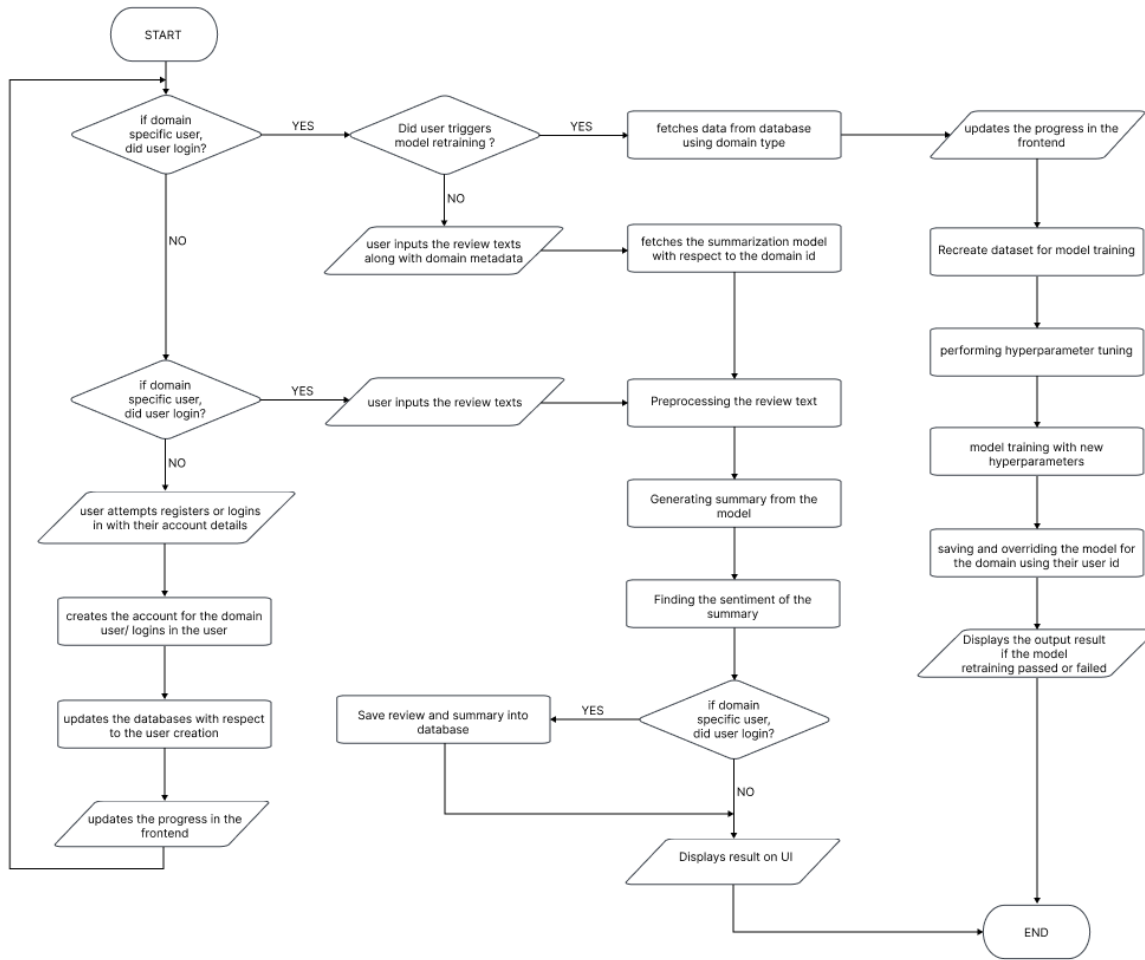 START
if domain
specific user,
did user login?
YES
Did user triggers
model retraining ?
YES
fetches data from database
using domain type
updates the progress in the
frontend
NO
NO
user inputs the review texts
along with domain metadata
fetches the summarization model
with respect to the domain id
Recreate dataset for model training
performing hyperparameter tuning
if domain
specific user,
did user login?
YES
user inputs the review texts
Preprocessing the review text
model training with new
hyperparameters
NO
user attempts registers or logins
in with their account details
Generating summary from the
model
saving and overriding the model for
the domain using their user id
creates the account for the domain
user/ logins in the user
Finding the sentiment of the
summary
Displays the output result
if the model
retraining passed or failed
updates the databases with respect
to the user creation
Save review and summary into
database
YES
if domain
specific user,
did user login?
NO
updates the progress in the
frontend
Displays result on UI
END